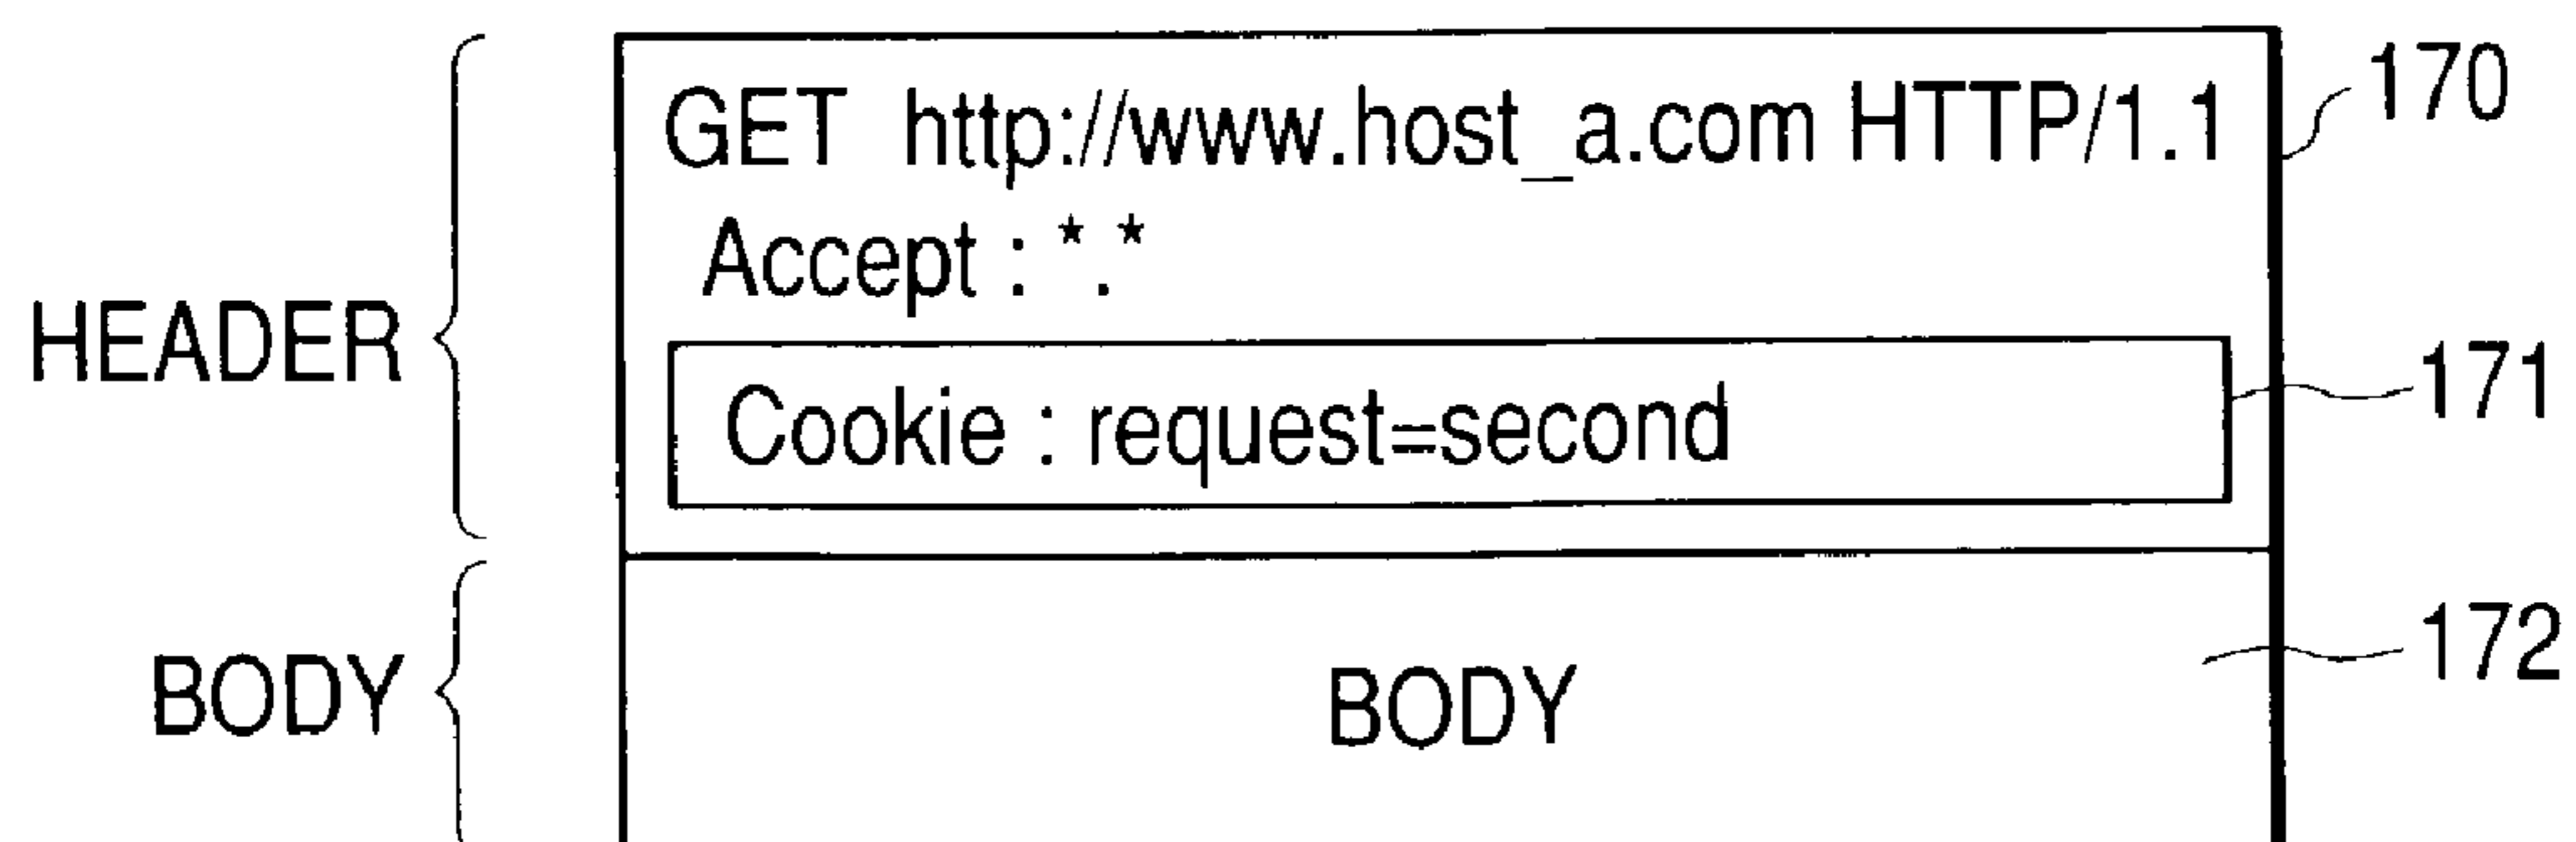 GET http://www.host_a.com HTTP/1.1
170
Accept : *.*
HEADER
Cookie : request=second
171
BODY
BODY
172